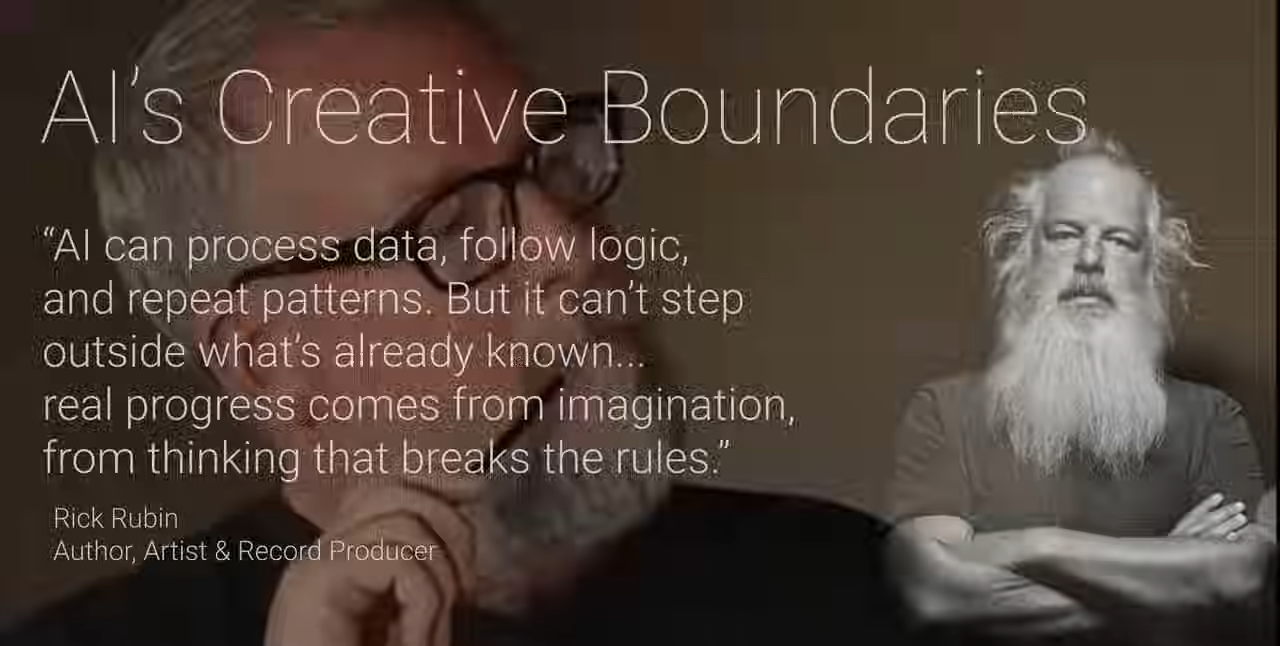 AI’s Creative Boundaries
“AI can process data, follow logic,
and repeat patterns. But it can’t step
outside what’s already known...
real progress comes from imagination,
from thinking that breaks the rules.”
Rick Rubin
Author, Artist & Record Producer